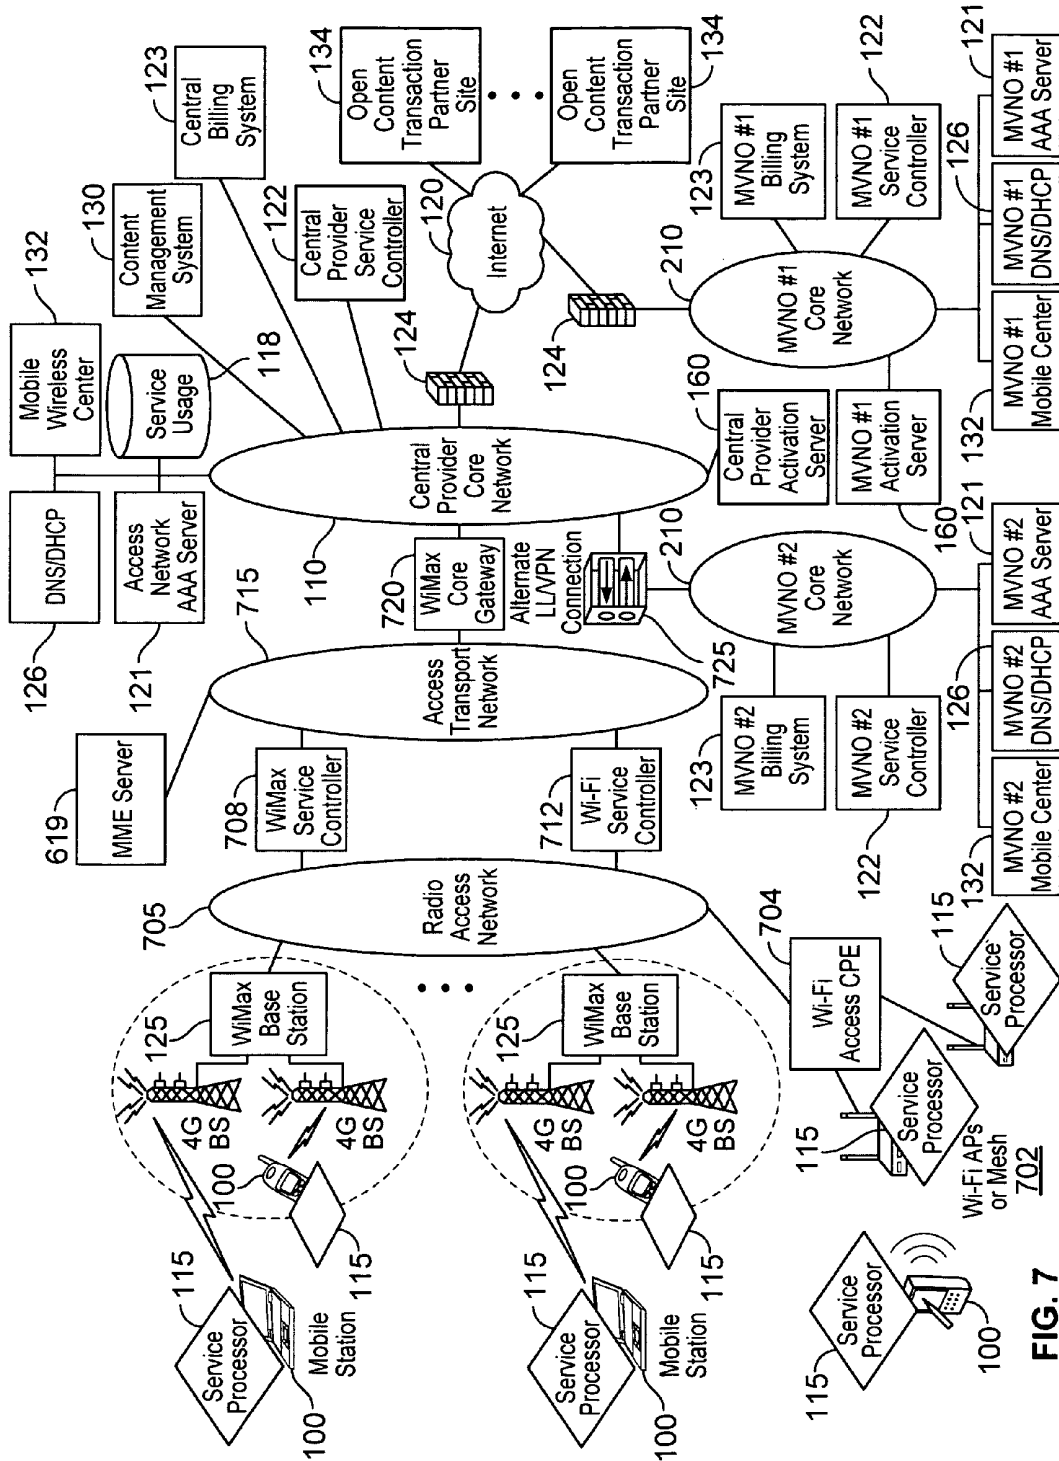 619
MME Server
126
DNS/DHCP
132
Mobile
Wireless
Center
121
Access
Network
AAA Server
Service
Usage
118
130
Content
Management
System
123
Central
Billing
System
115
Service
Processor
100
Mobile
Station
100
115
4G
BS
4G
BS
125
WiMax
Base
Station
705
Radio
Access
Network
708
WiMax
Service
Controller
712
Wi-Fi
Service
Controller
715
Access
Transport
Network
720
WiMax
Core
Gateway
110
Central
Provider
Core
Network
Alternate
LL/VPN
Connection
725
122
Central
Provider
Service
Controller
124
120
Internet
134
Open
Content
Transaction
Partner
Site
Open
Content
Transaction
Partner
Site
134
115
Service
Processor
100
Mobile
Station
100
115
4G
BS
4G
BS
125
WiMax
Base
Station
160
Central
Provider
Activation
Server
124
210
MVNO #2
Core
Network
123
MVNO #2
Billing
System
MVNO #2
Service
Controller
122
MVNO #1
Activation
Server
160
210
MVNO #1
Core
Network
123
MVNO #1
Billing
System
MVNO #1
Service
Controller
122
704
Wi-Fi
Access CPE
115
Service
Processor
100
115
Service
Processor
115
Service
Processor
Wi-Fi APs
or Mesh
702
132
MVNO #2
Mobile Center
126
MVNO #2
DNS/DHCP
121
MVNO #2
AAA Server
132
MVNO #1
Mobile Center
126
MVNO #1
DNS/DHCP
121
MVNO #1
AAA Server
FIG. 7